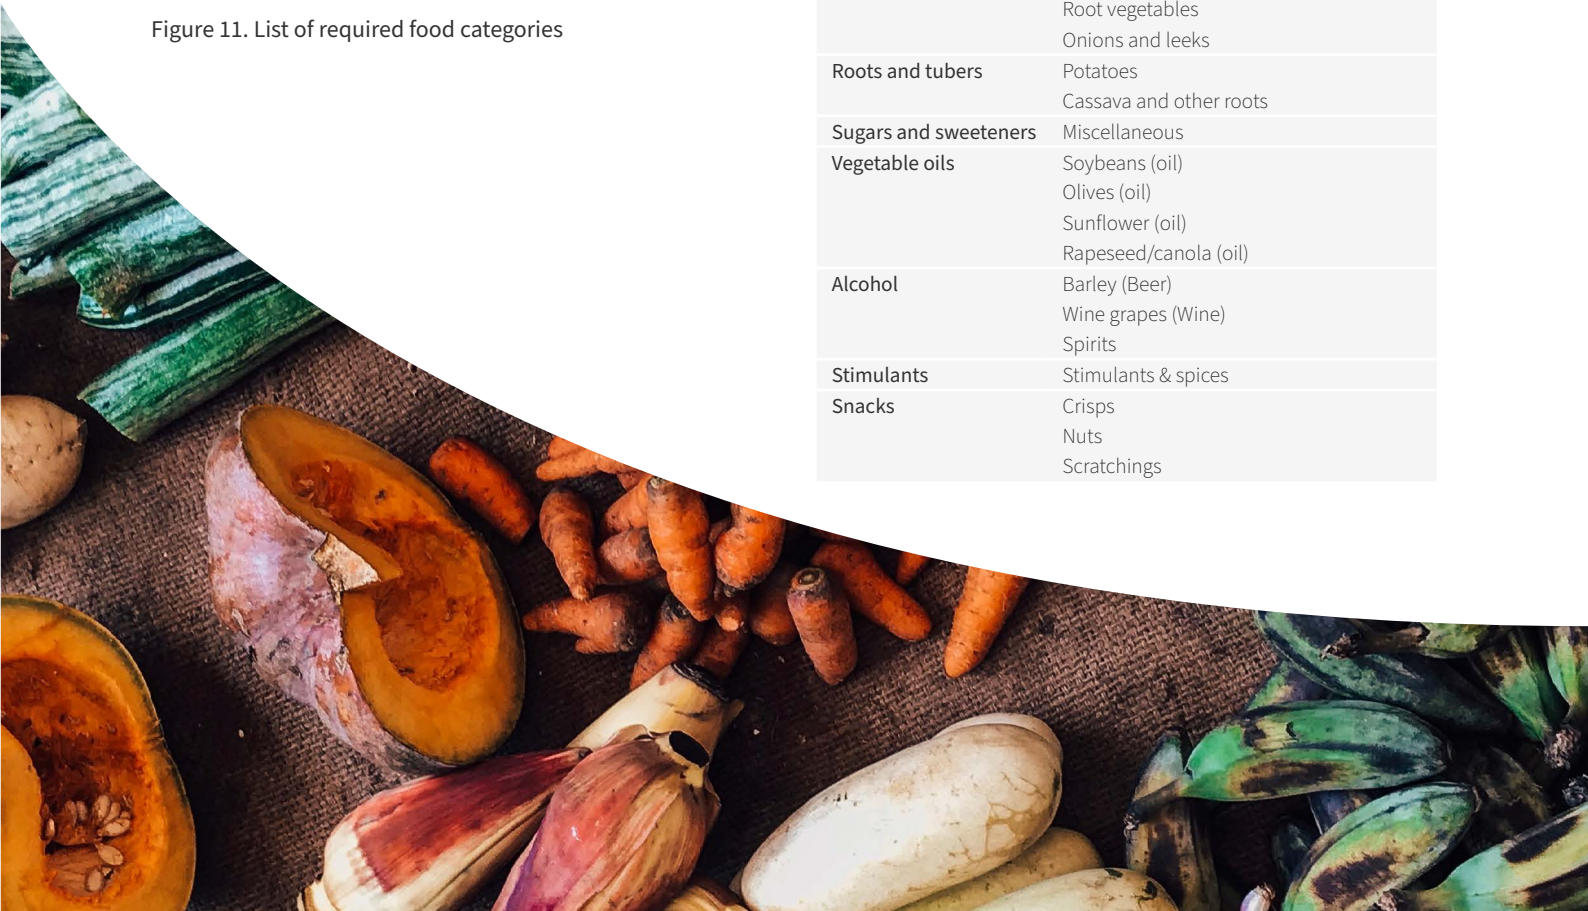 Figure 11. List of required food categories
Root vegetables
Onions and leeks
Roots and tubers Potatoes
Cassava and other roots
Sugars and sweeteners Miscellaneous
Vegetable oils Soybeans (oil)
Olives (oil)
Sunflower (oil)
Rapeseed/canola (oil)
Alcohol Barley (Beer)
Wine grapes (Wine)
Spirits
Stimulants Stimulants & spices
Snacks Crisps
Nuts
Scratchings